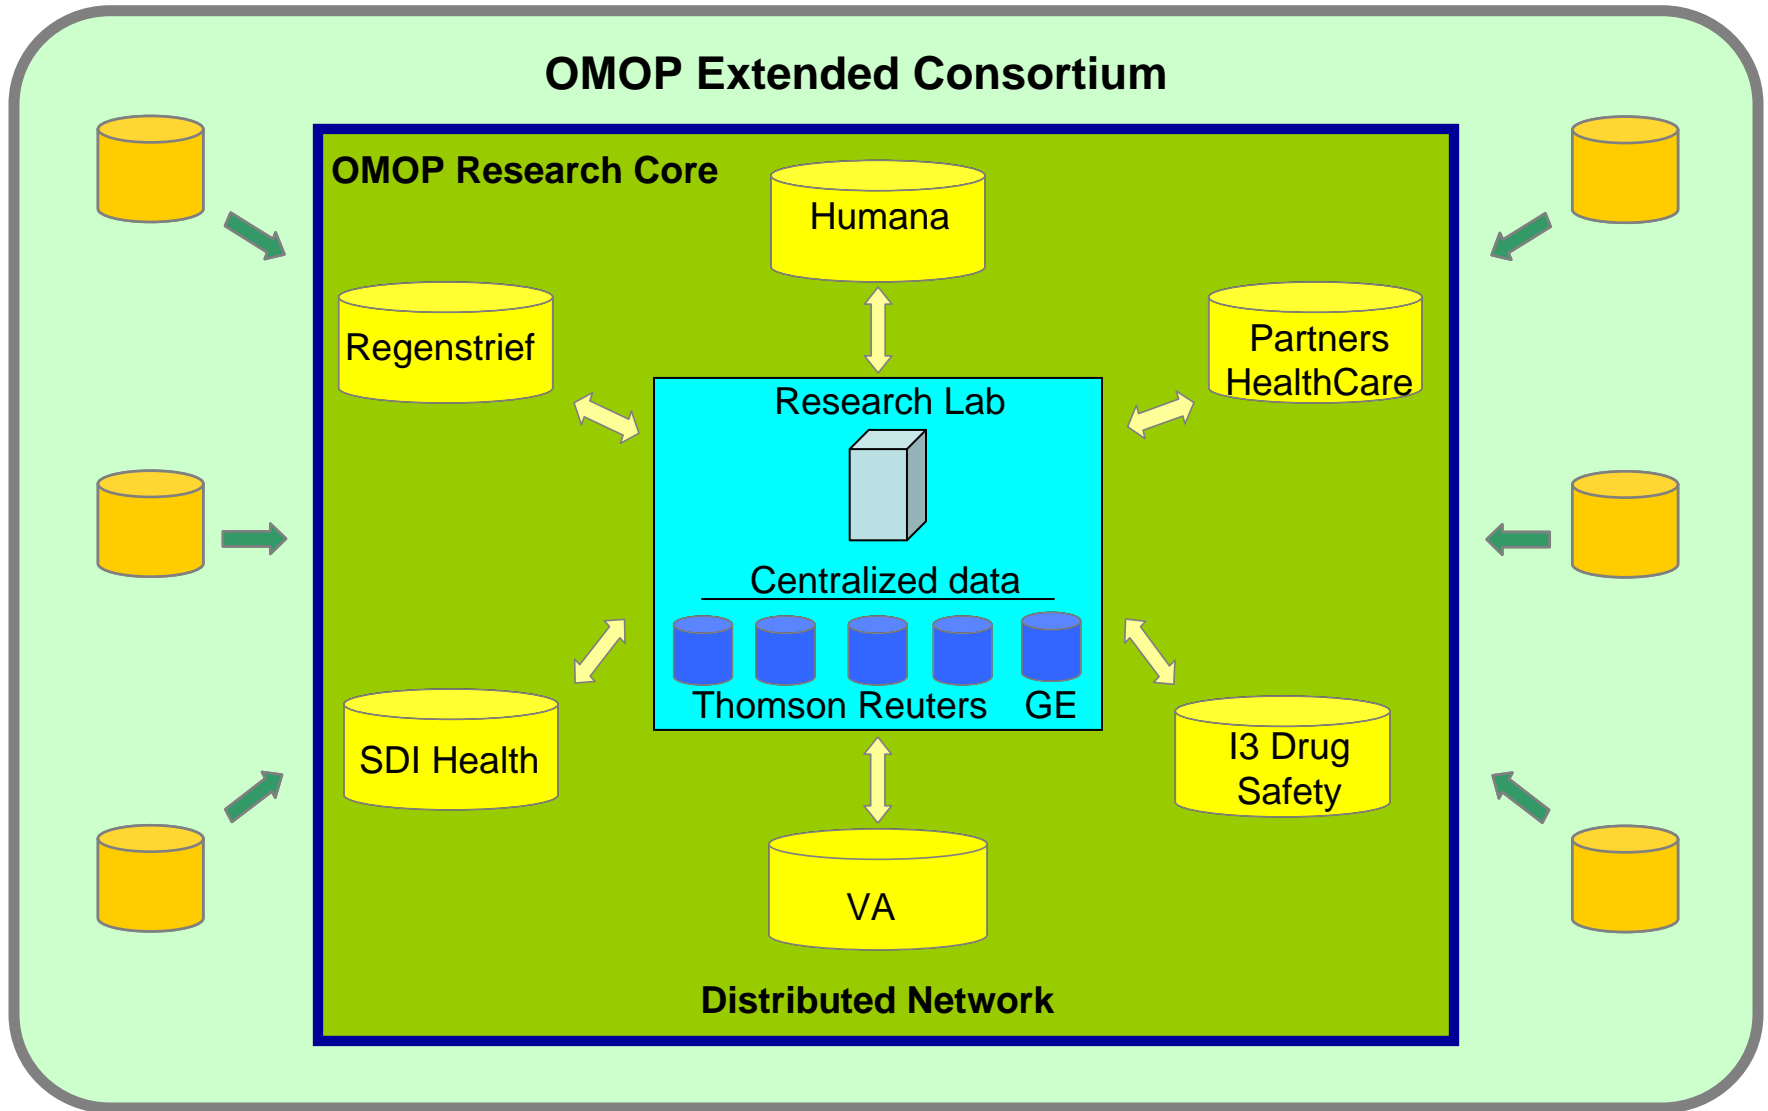 OMOP Extended Consortium
OMOP Research Core
Humana
Regenstrief
Partners
HealthCare
Research Lab
Centralized data
Thomson Reuters GE
SDI Health
I3 Drug
Safety
VA
Distributed Network